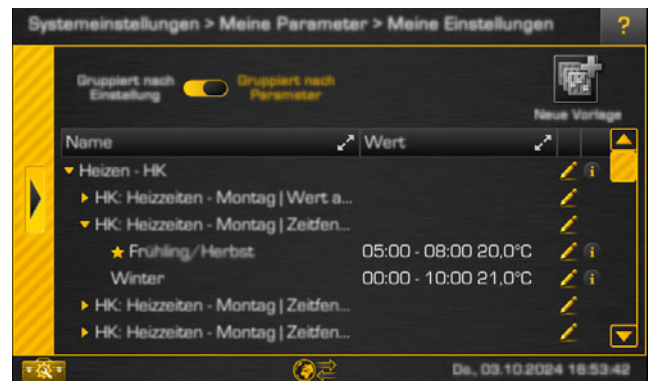 Systemeinstellungen > Meine Parameter > Meine Einstellungen
?
Gruppiert nach
Einstellung
Gruppiert nach
Parameter
Neue Vorlage
Name Wert
Heizen - HK
i
HK: Heizzeiten - Montag | Wert a...
HK: Heizzeiten - Montag | Zeitfen...
Frühling/Herbst 05:00 - 08:00 20,0°C
i
Winter 00:00 - 10:00 21,0°C
i
HK: Heizzeiten - Montag | Zeitfen...
HK: Heizzeiten - Montag | Zeitfen...
Do., 03.10.2024 16:53:42